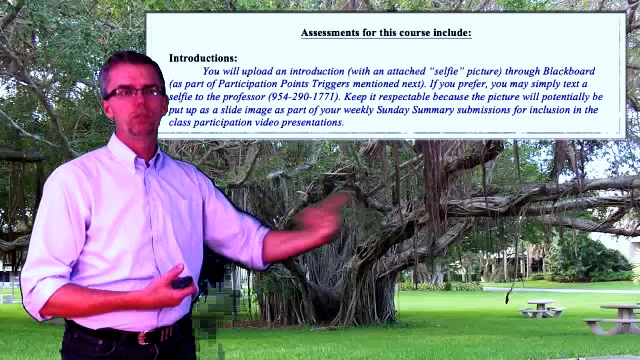 Assessments for this course include:
Introductions:
You will upload an introduction (with an attached “selfie” picture) through Blackboard
(as part of Participation Points Triggers mentioned next). If you prefer, you may simply text a
selfie to the professor (954-290-1771). Keep it respectable because the picture will potentially be
put up as a slide image as part of your weekly Sunday Summary submissions for inclusion in the
class participation video presentations.